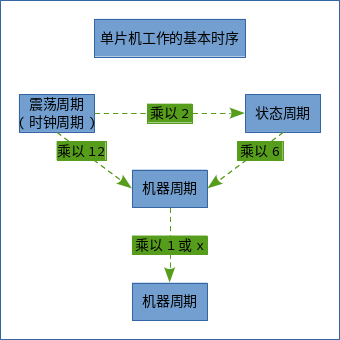 单片机工作的基本时序
震荡周期
（ 时钟周期 ）
乘以 2
状态周期
乘以 12
乘以 6
机器周期
乘以 1 或 x
机器周期